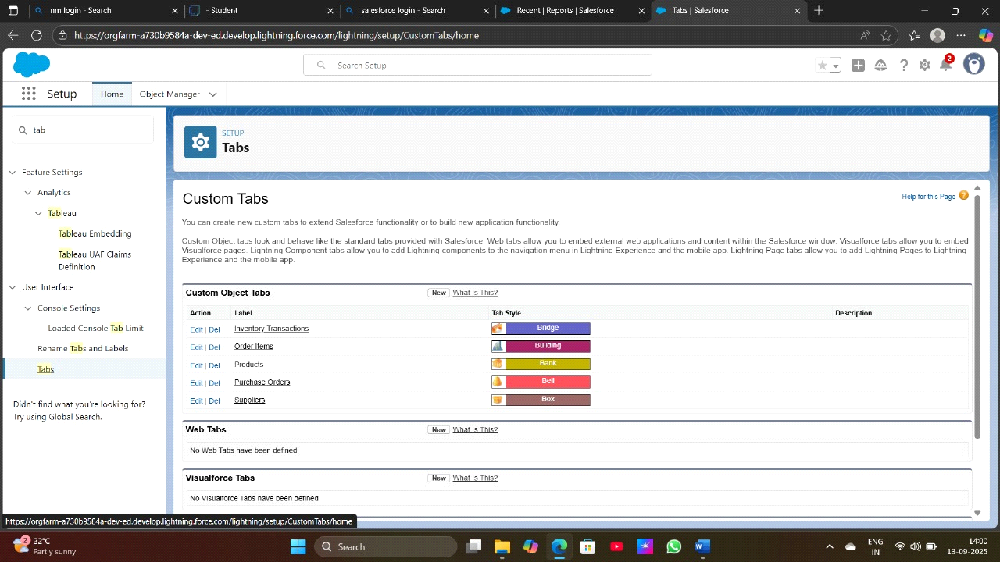 nm login - Search
- Student
salesforce login - Search
Recent | Reports | Salesforce
Tabs | Salesforce
https://orgfarm-a730b9584a-dev-ed.develop.lightning.force.com/lightning/setup/CustomTabs/home
Search Setup
2
Setup
Home
Object Manager
tab
Feature Settings
Analytics
Tableau
Tableau Embedding
Tableau UAF Claims
Definition
User Interface
Console Settings
Loaded Console Tab Limit
Rename Tabs and Labels
Tabs
Didn't find what you're looking for?
Try using Global Search.
SETUP
Tabs
Custom Tabs
Help for this Page
You can create new custom tabs to extend Salesforce functionality or to build new application functionality.
Custom Object tabs look and behave like the standard tabs provided with Salesforce. Web tabs allow you to embed external web applications and content within the Salesforce window. Visualforce tabs allow you to embed
Visualforce pages. Lightning Component tabs allow you to add Lightning components to the navigation menu in Lightning Experience and the mobile app. Lightning Page tabs allow you to add Lightning Pages to Lightning
Experience and the mobile app.
Custom Object Tabs New What Is This?
Action Label Tab Style Description
Edit | Del Inventory Transactions Bridge
Edit | Del Order Items Building
Edit | Del Products Bank
Edit | Del Purchase Orders Bell
Edit | Del Suppliers Box
Web Tabs New What Is This?
No Web Tabs have been defined
Visualforce Tabs New What Is This?
No Visualforce Tabs have been defined
https://orgfarm-a730b9584a-dev-ed.develop.lightning.force.com/lightning/setup/CustomTabs/home
2
32°C
Partly sunny
Search
ENG
IN
14:00
13-09-2025